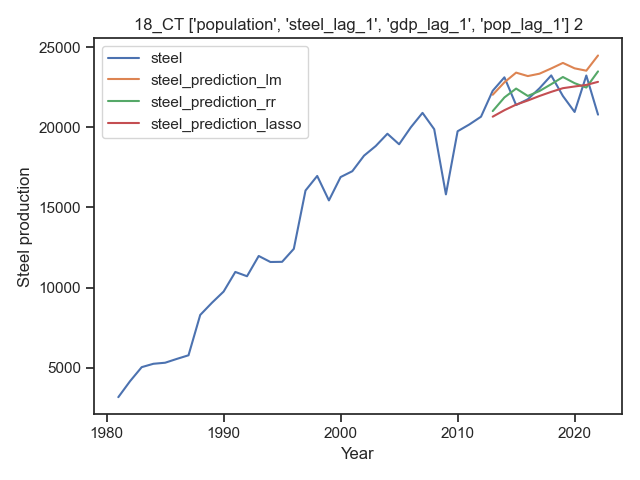 18_CT ['population', 'steel_lag_1', 'gdp_lag_1', 'pop_lag_1'] 2
steel
steel_prediction_lm
steel_prediction_rr
steel_prediction_lasso
25000
20000
15000
10000
5000
Steel production
1980
1990
2000
2010
2020
Year